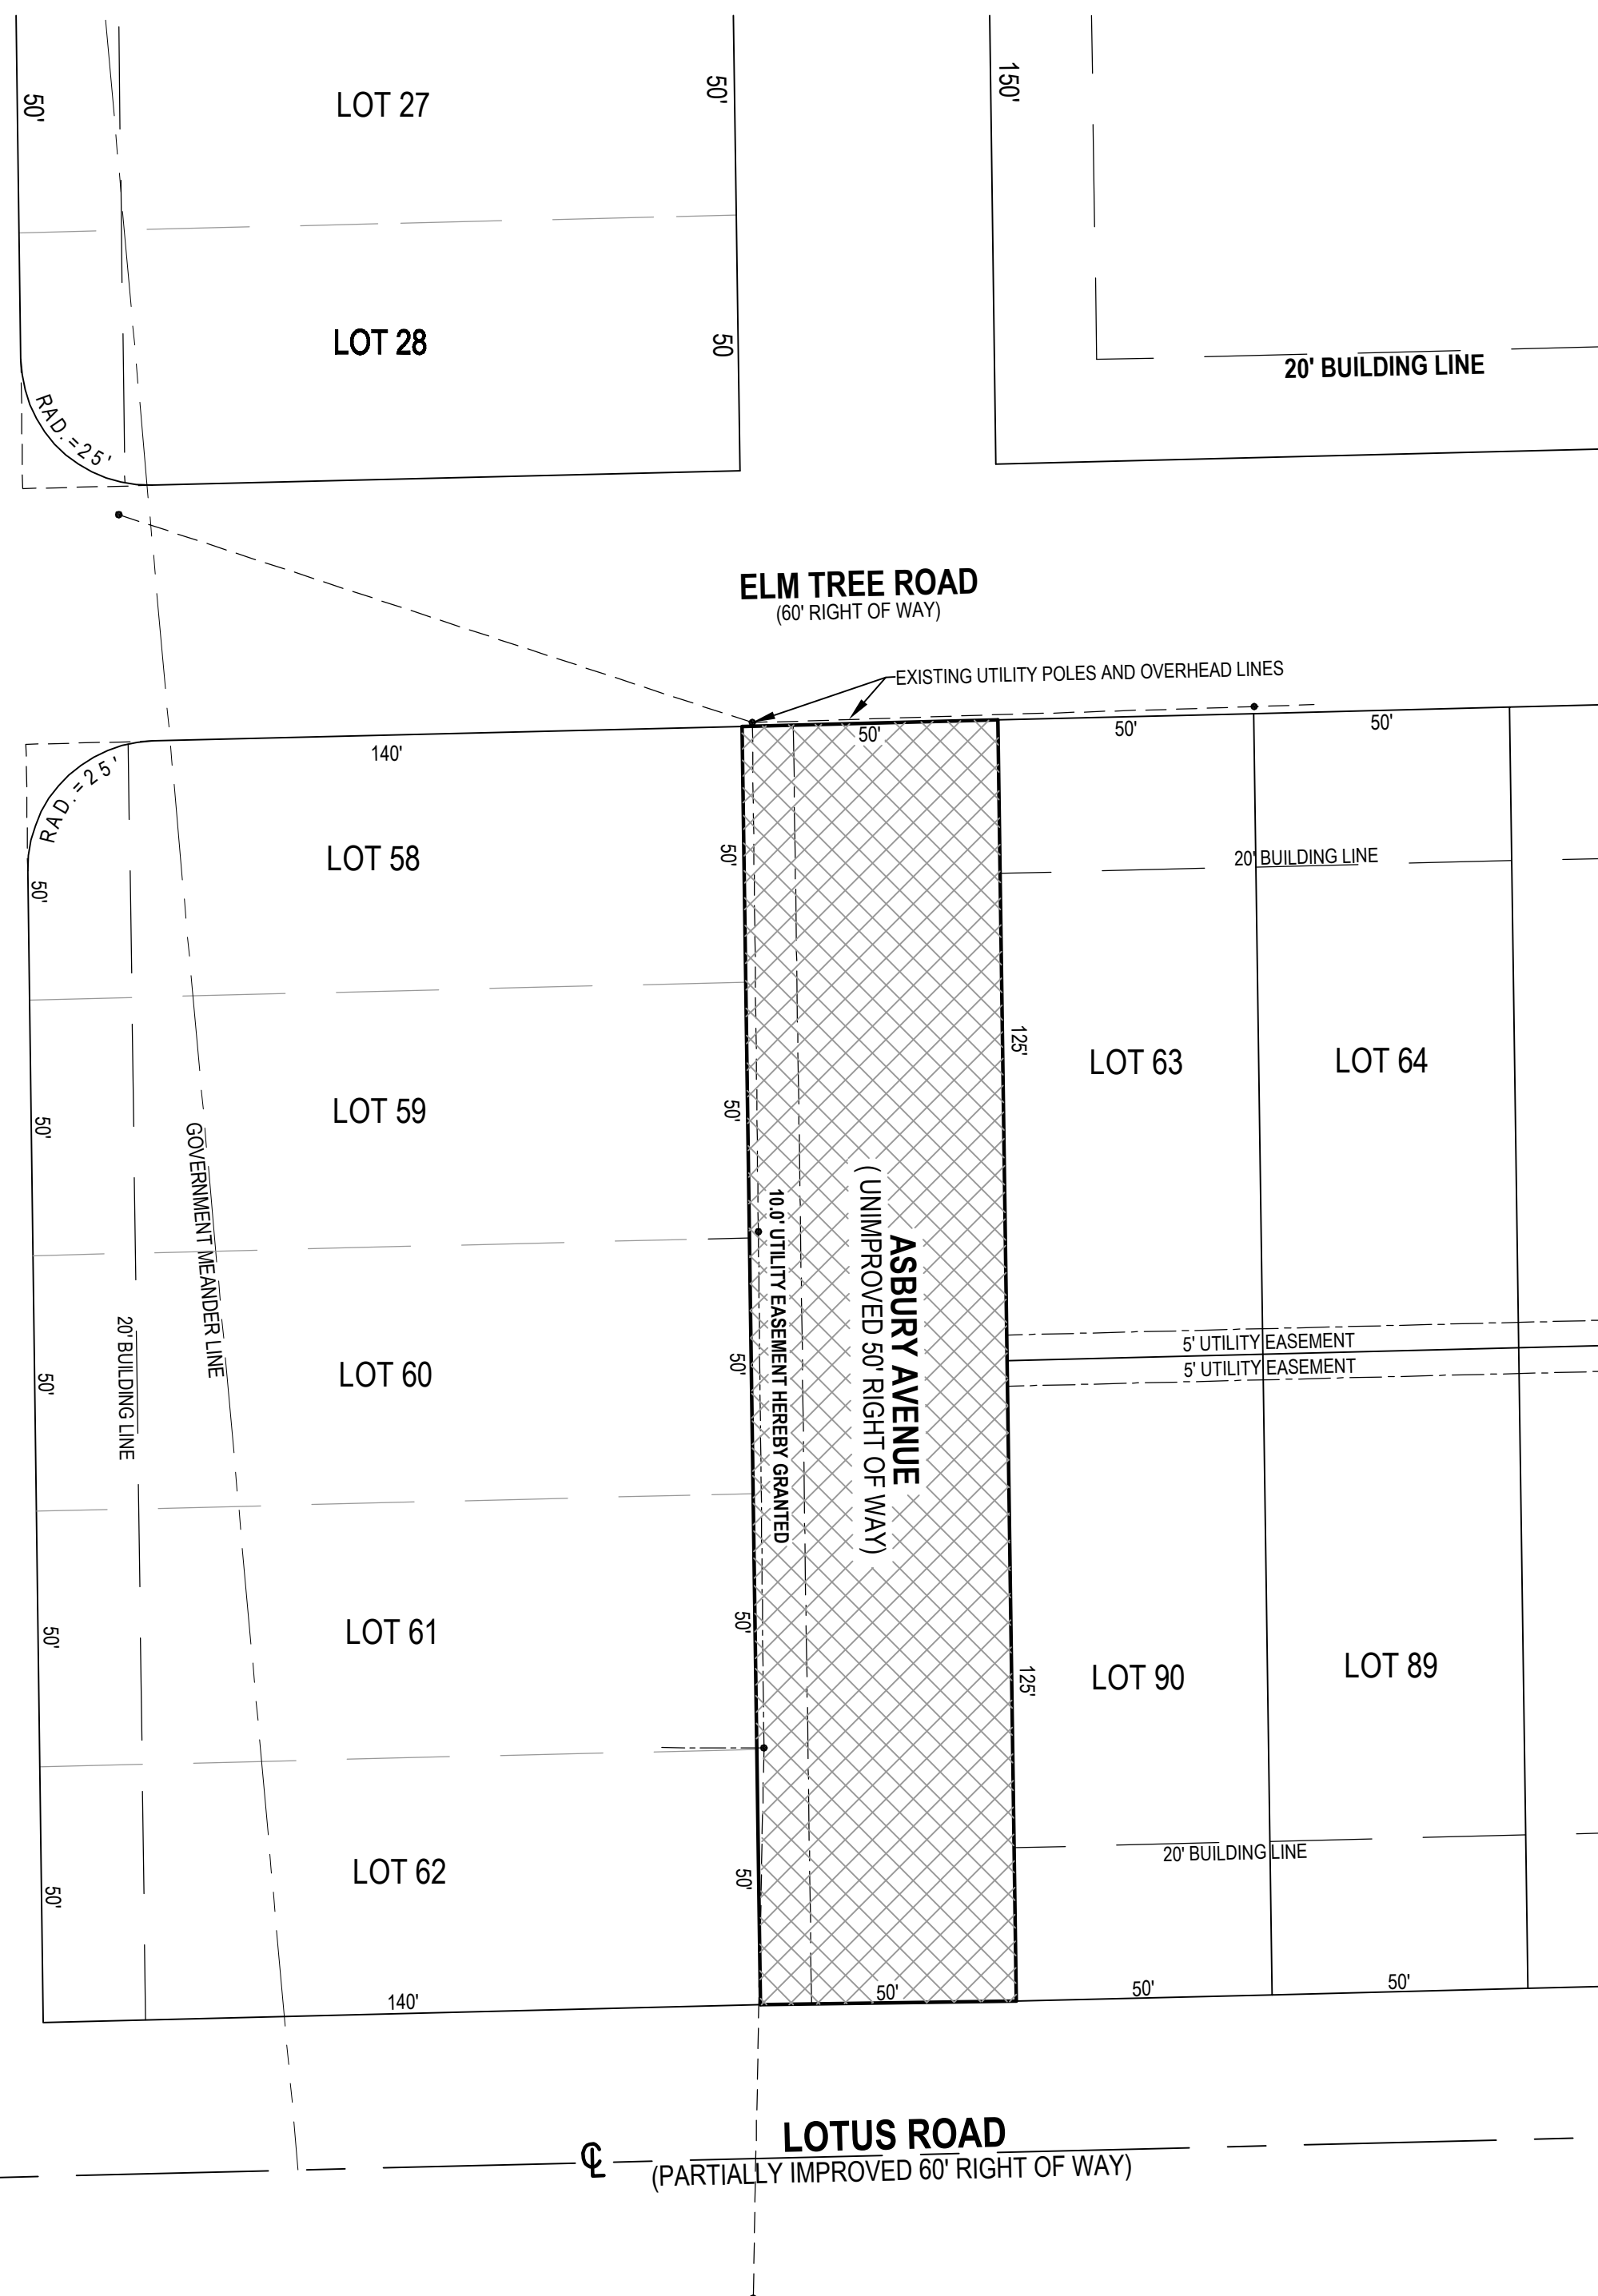 50'
LOT 27
50'
150'
LOT 28
50
20' BUILDING LINE
RAD.=25'
ELM TREE ROAD
(60' RIGHT OF WAY)
EXISTING UTILITY POLES AND OVERHEAD LINES
140'
50'
50'
50'
RAD.=25'
LOT 58
50'
20' BUILDING LINE
50'
125'
LOT 63
LOT 64
LOT 59
50'
50'
GOVERNMENT MEANDER LINE
10.0' UTILITY EASEMENT HEREBY GRANTED
ASBURY AVENUE
(UNIMPROVED 50' RIGHT OF WAY)
20' BUILDING LINE
5' UTILITY EASEMENT
5' UTILITY EASEMENT
50'
LOT 60
50'
50'
LOT 61
50'
125'
LOT 90
LOT 89
20' BUILDING LINE
50'
LOT 62
50'
140'
50'
50'
50'
LOTUS ROAD
(PARTIALLY IMPROVED 60' RIGHT OF WAY)
℄